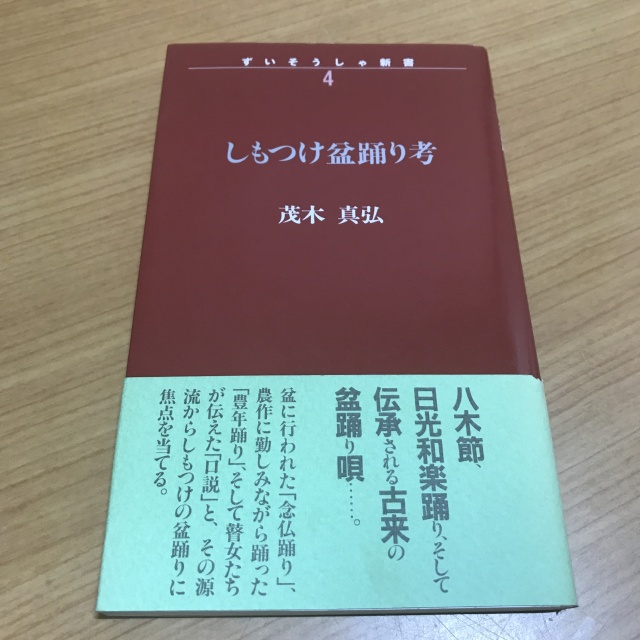 ずいそうしゃ新書
4
しもつけ盆踊り考
茂木 真弘
八木節、
日光和楽踊り、そして
伝承される古来の
盆踊り唄……。
盆に行われた「念仏踊り」、
農作に勤しみながら踊った
「豊年踊り」、そして瞽女たち
が伝えた「口説」と、その源
流からしもつけの盆踊りに
焦点を当てる。